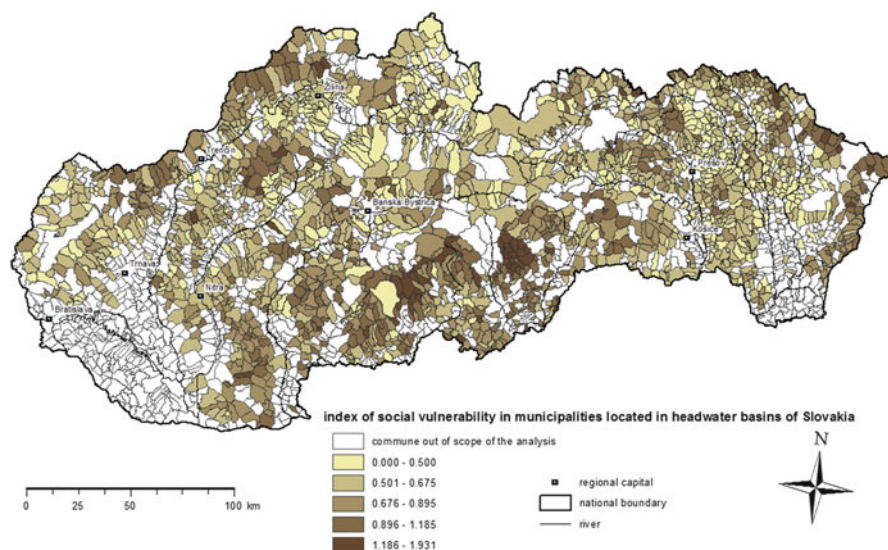 Žilina
Trenčín
Prešov
Banská Bystrica
Košice
Trnava
Nitra
Bratislava
index of social vulnerability in municipalities located in headwater basins of Slovakia
commune out of scope of the analysis
0.000 - 0.500
0.501 - 0.675
0.676 - 0.895
0.896 - 1.185
1.186 - 1.931
regional capital
national boundary
river
N
0 25 50 100
km